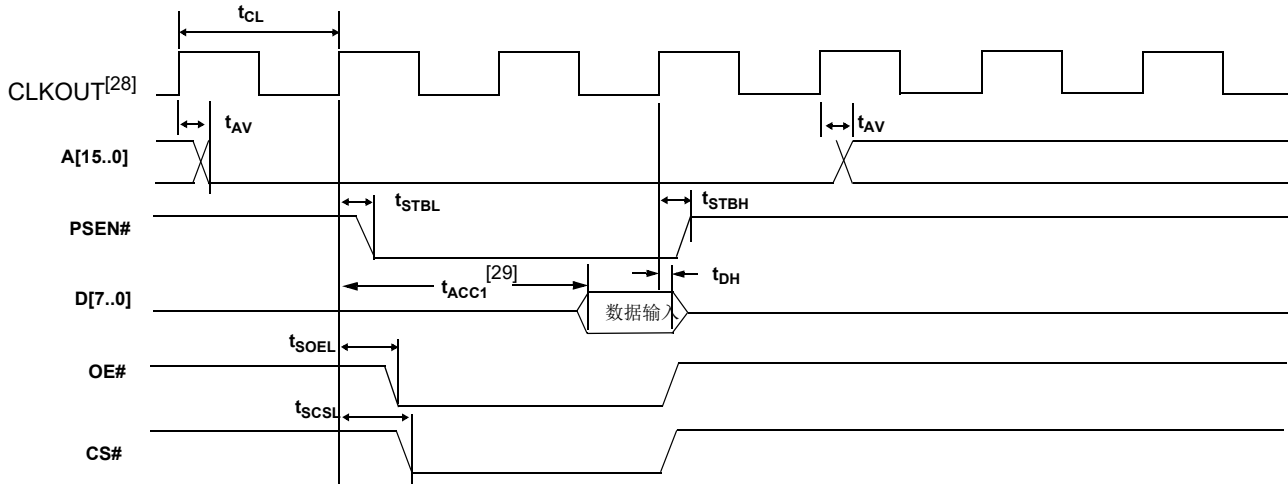 tCL
CLKOUT[28]
tAV
tAV
A[15..0]
tSTBL
tSTBH
PSEN#
[29]
tDH
tACC1
D[7..0]
数据输入
tSOEL
OE#
tSCSL
CS#